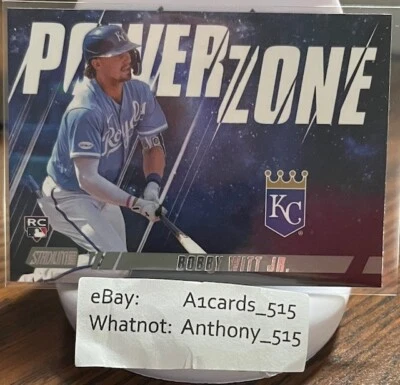 POWER ZONE
K
Royals
KC
RC
STADIUM
BOBBY WITT JR.
eBay: A1cards_515
Whatnot: Anthony_515